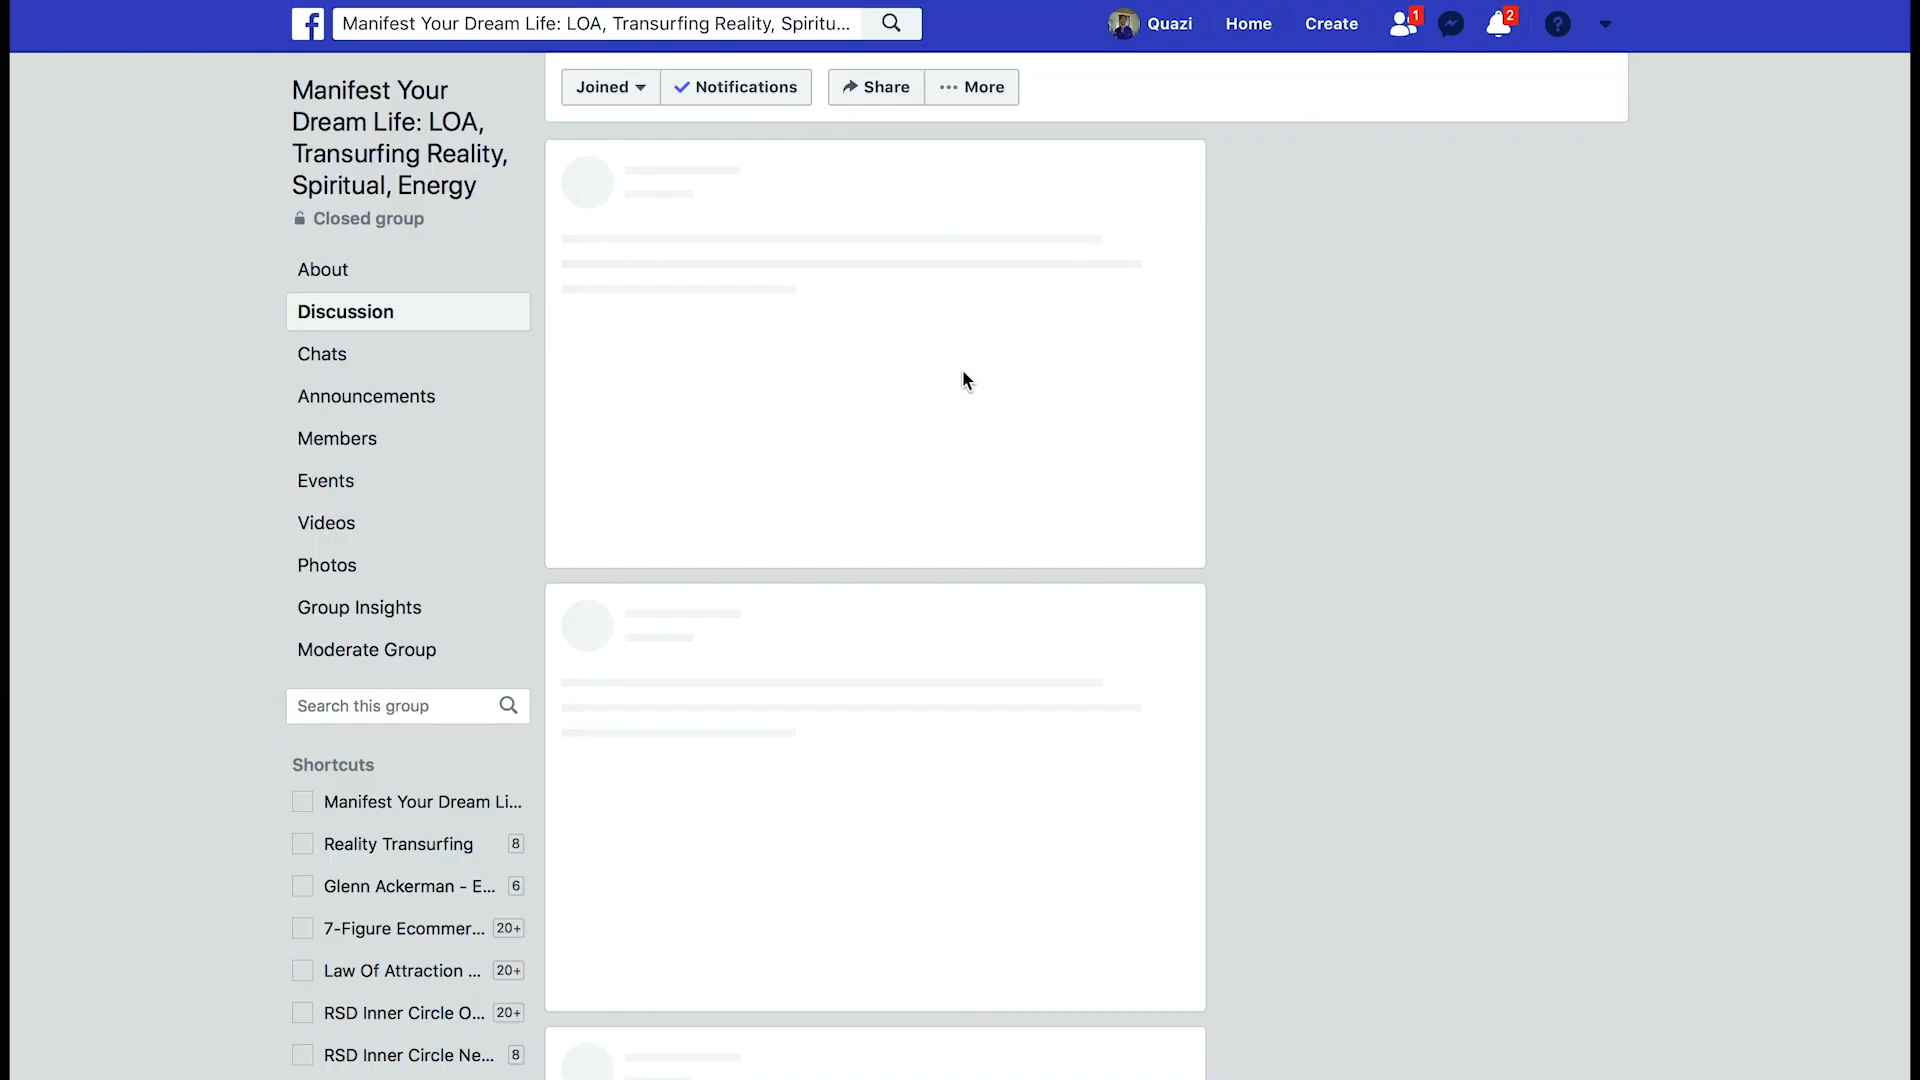 Manifest Your Dream Life: LOA, Transurfing Reality, Spiritu...
Quazi
Home
Create
1
2
Manifest Your
Dream Life: LOA,
Transurfing Reality,
Spiritual, Energy
Closed group
About
Discussion
Chats
Announcements
Members
Events
Videos
Photos
Group Insights
Moderate Group
Search this group
Shortcuts
Manifest Your Dream Li...
Reality Transurfing 8
Glenn Ackerman - E... 6
7-Figure Ecommer... 20+
Law Of Attraction ... 20+
RSD Inner Circle O... 20+
RSD Inner Circle Ne... 8
Joined
Notifications
Share
More